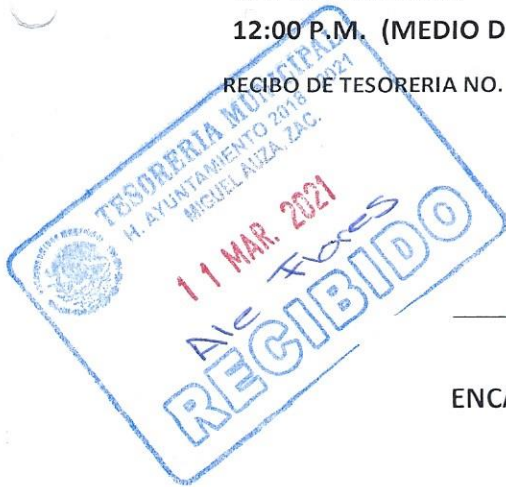 12:00 P.M. (MEDIO D
RECIBO DE TESORERIA NO.
TESORERIA MUNICIPAL
H. AYUNTAMIENTO 2018 - 2021
MIGUEL AUZA, ZAC.
11 MAR. 2021
Ale Flores
RECIBIDO
ENCA